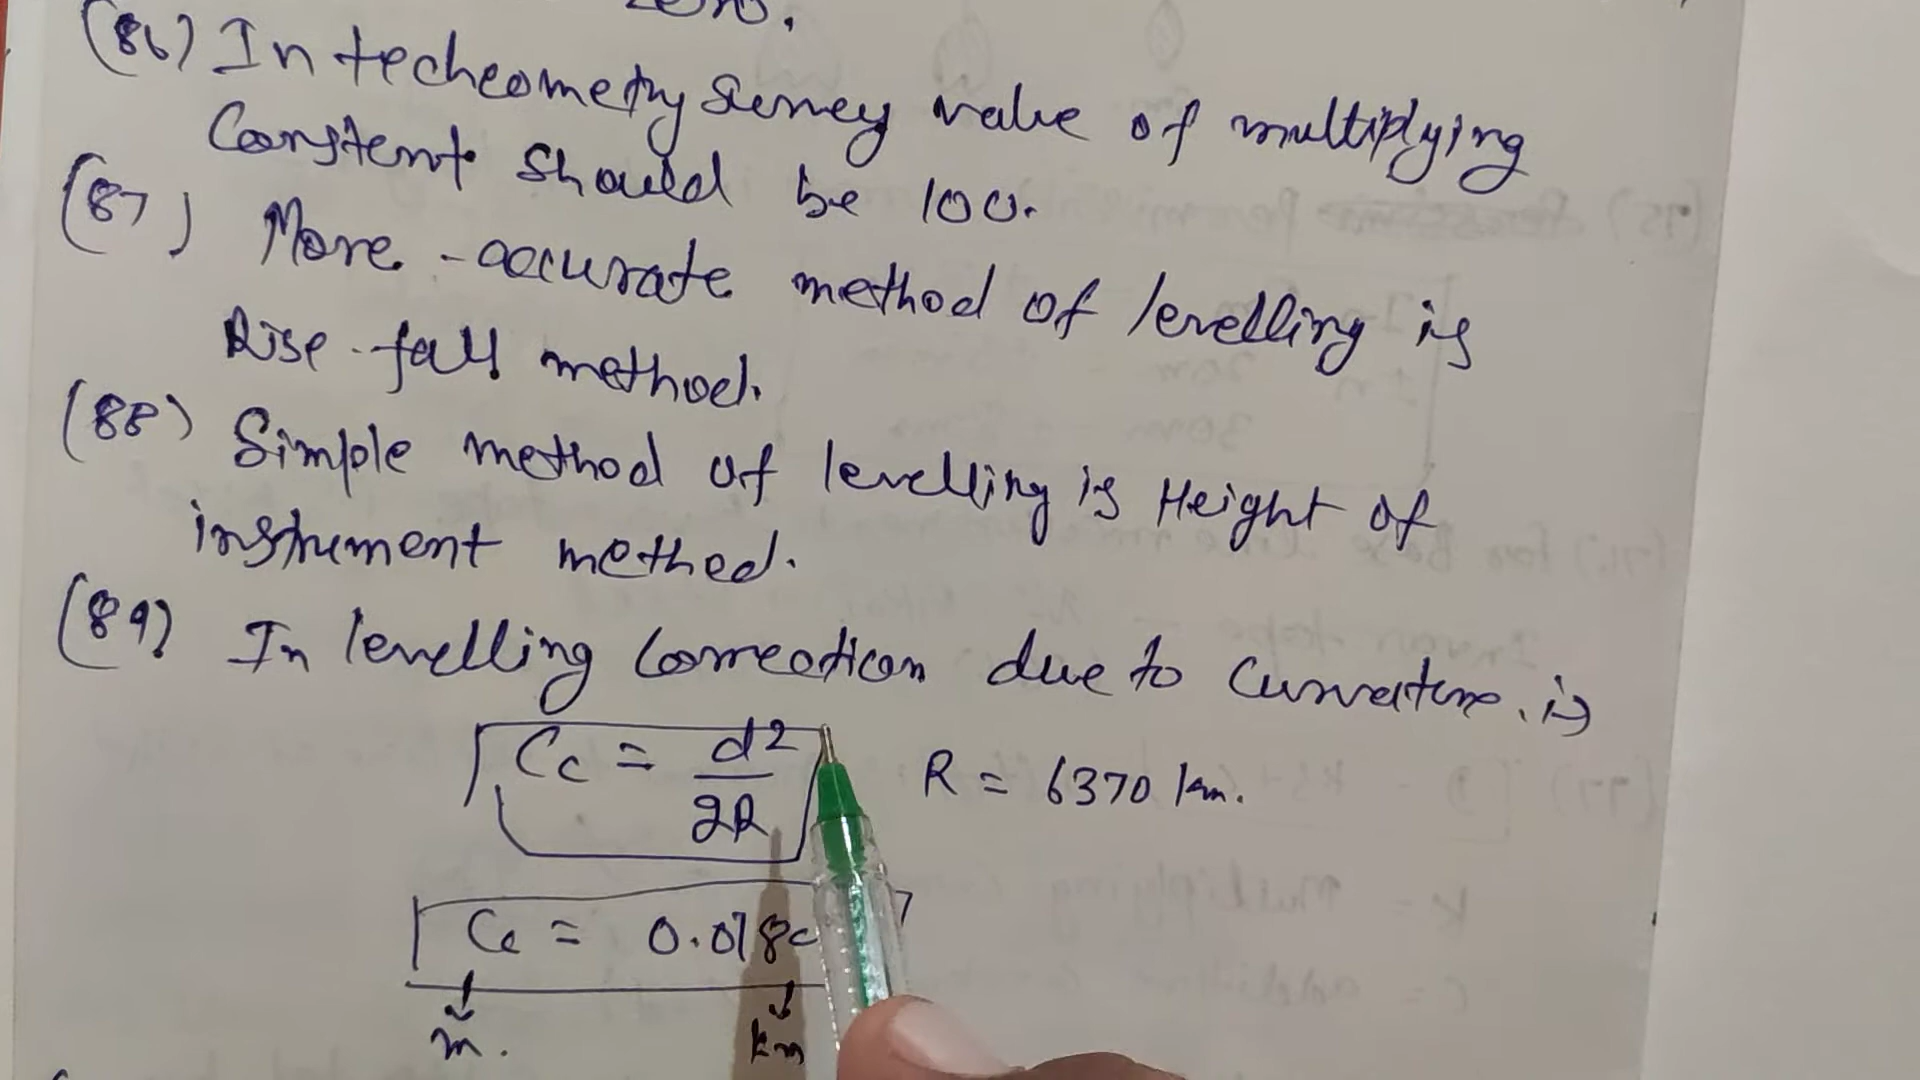 zero.
(86) In techeometry survey value of multiplying
Constent should be 100.
(87) More - accurate method of levelling is
Rise - fall method.
(88) Simple method of levelling is Height of
instrument method.
(89) In levelling correction due to curvature is
Cc = d²/2R R = 6370 km.
Cc = 0.078
m. km